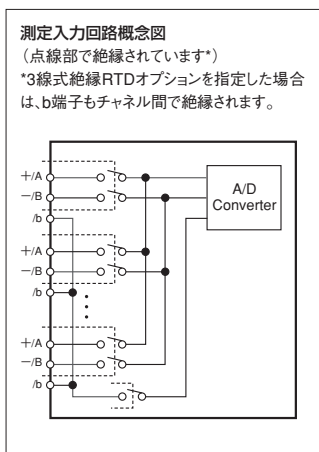 測定入力回路概念図
（点線部で絶縁されています*）
*3線式絶縁RTDオプションを指定した場合
は、b端子もチャネル間で絶縁されます。
+/A
−/B
/b
+/A
−/B
/b
+/A
−/B
/b
A/D
Converter